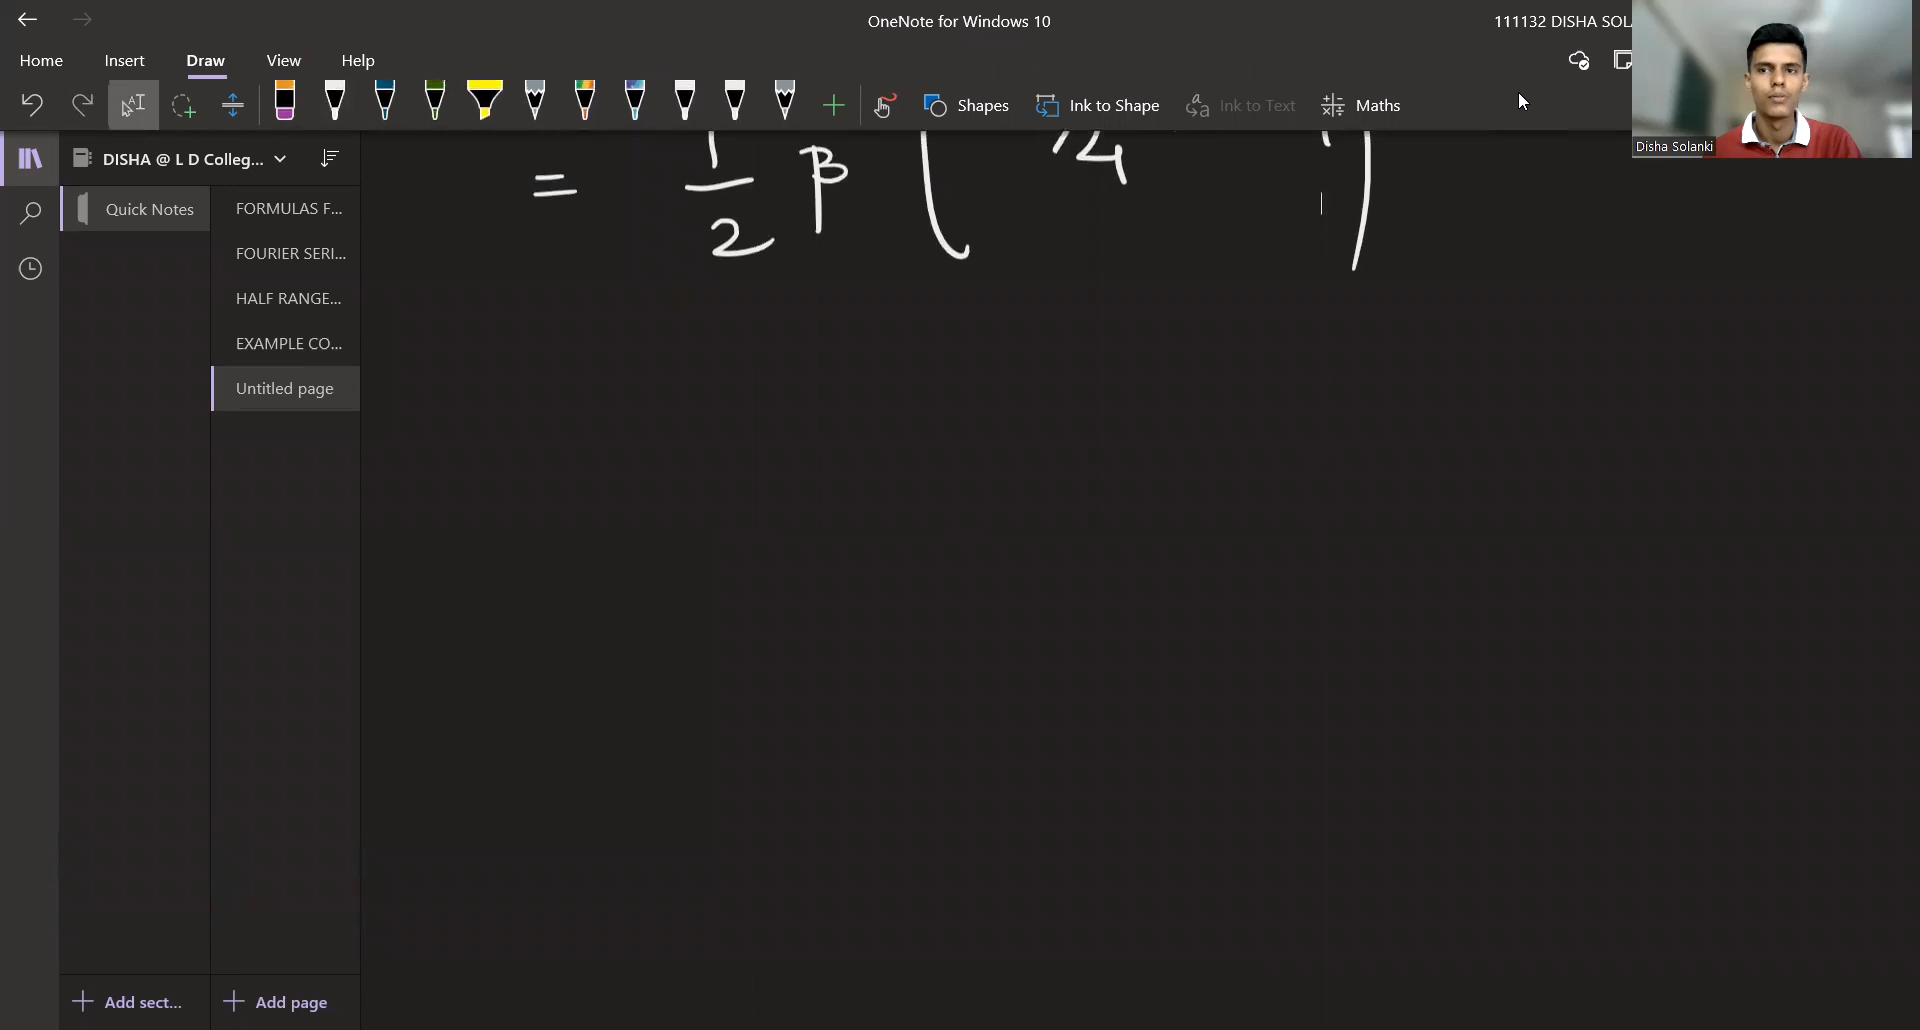 OneNote for Windows 10
111132 DISHA SOL
Home Insert Draw View Help
Shapes Ink to Shape Ink to Text Maths
Disha Solanki
DISHA @ L D Colleg...
Quick Notes
FORMULAS F...
FOURIER SERI...
HALF RANGE...
EXAMPLE CO...
Untitled page
= 1/2 β ( /4 )
Add sect...
Add page